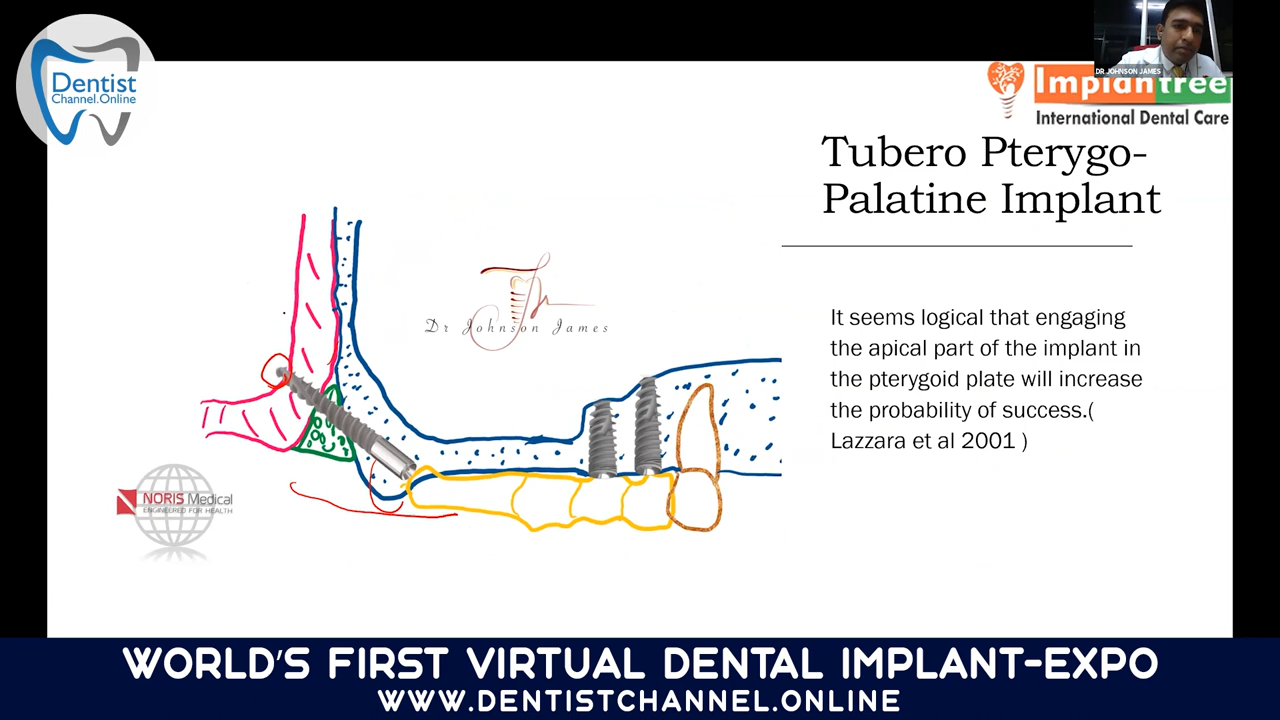 Dentist
Channel.Online
DR JOHNSON JAMES
Implantree
International Dental Care
Tubero Pterygo-
Palatine Implant
Dr Johnson James
It seems logical that engaging
the apical part of the implant in
the pterygoid plate will increase
the probability of success.(
Lazzara et al 2001 )
NORIS Medical
ENGINEERED FOR HEALTH
WORLD'S FIRST VIRTUAL DENTAL IMPLANT-EXPO
WWW.DENTISTCHANNEL.ONLINE